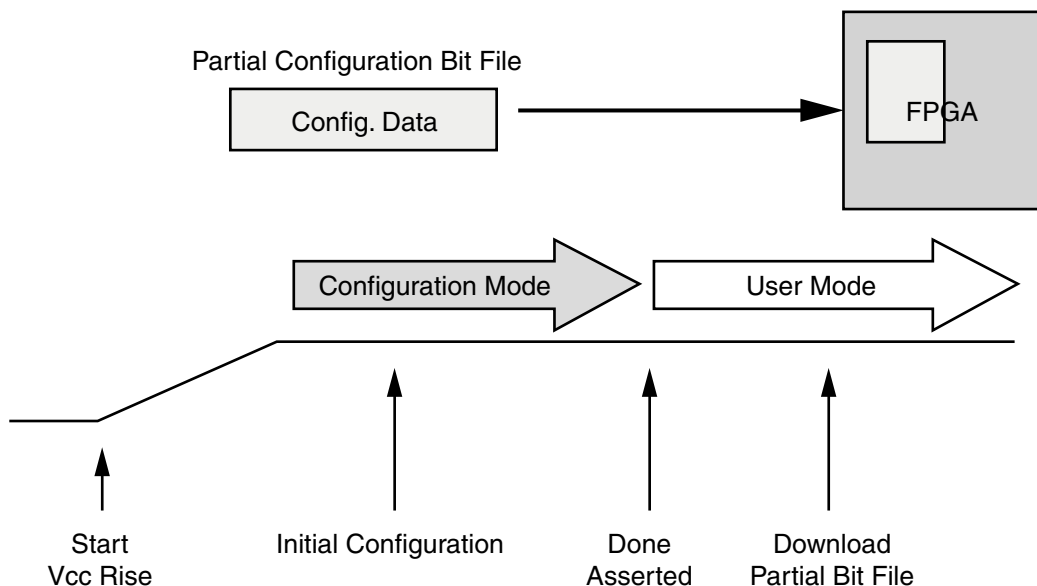 Partial Configuration Bit File
Config. Data
FPGA
Configuration Mode
User Mode
Start
Vcc Rise
Initial Configuration
Done
Asserted
Download
Partial Bit File